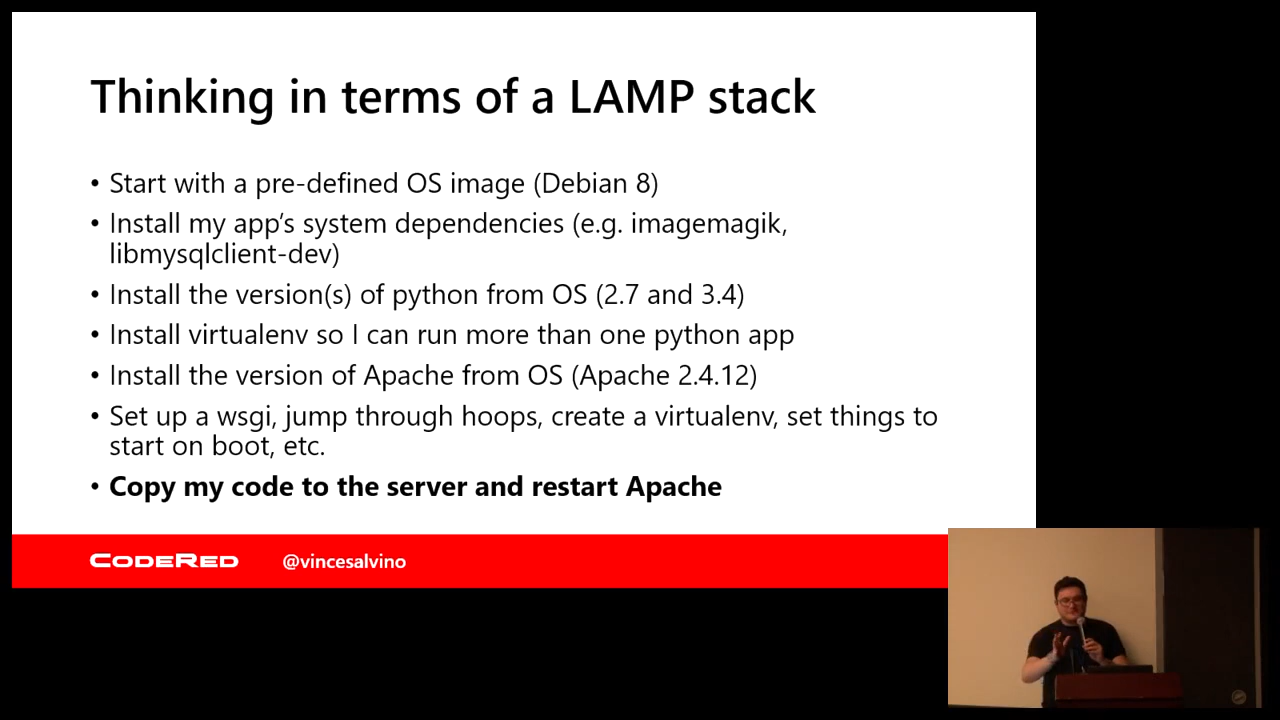 Thinking in terms of a LAMP stack
• Start with a pre-defined OS image (Debian 8)
• Install my app's system dependencies (e.g. imagemagik,
libmysqlclient-dev)
• Install the version(s) of python from OS (2.7 and 3.4)
• Install virtualenv so I can run more than one python app
• Install the version of Apache from OS (Apache 2.4.12)
• Set up a wsgi, jump through hoops, create a virtualenv, set things to
start on boot, etc.
• Copy my code to the server and restart Apache
CODERED @vincesalvino